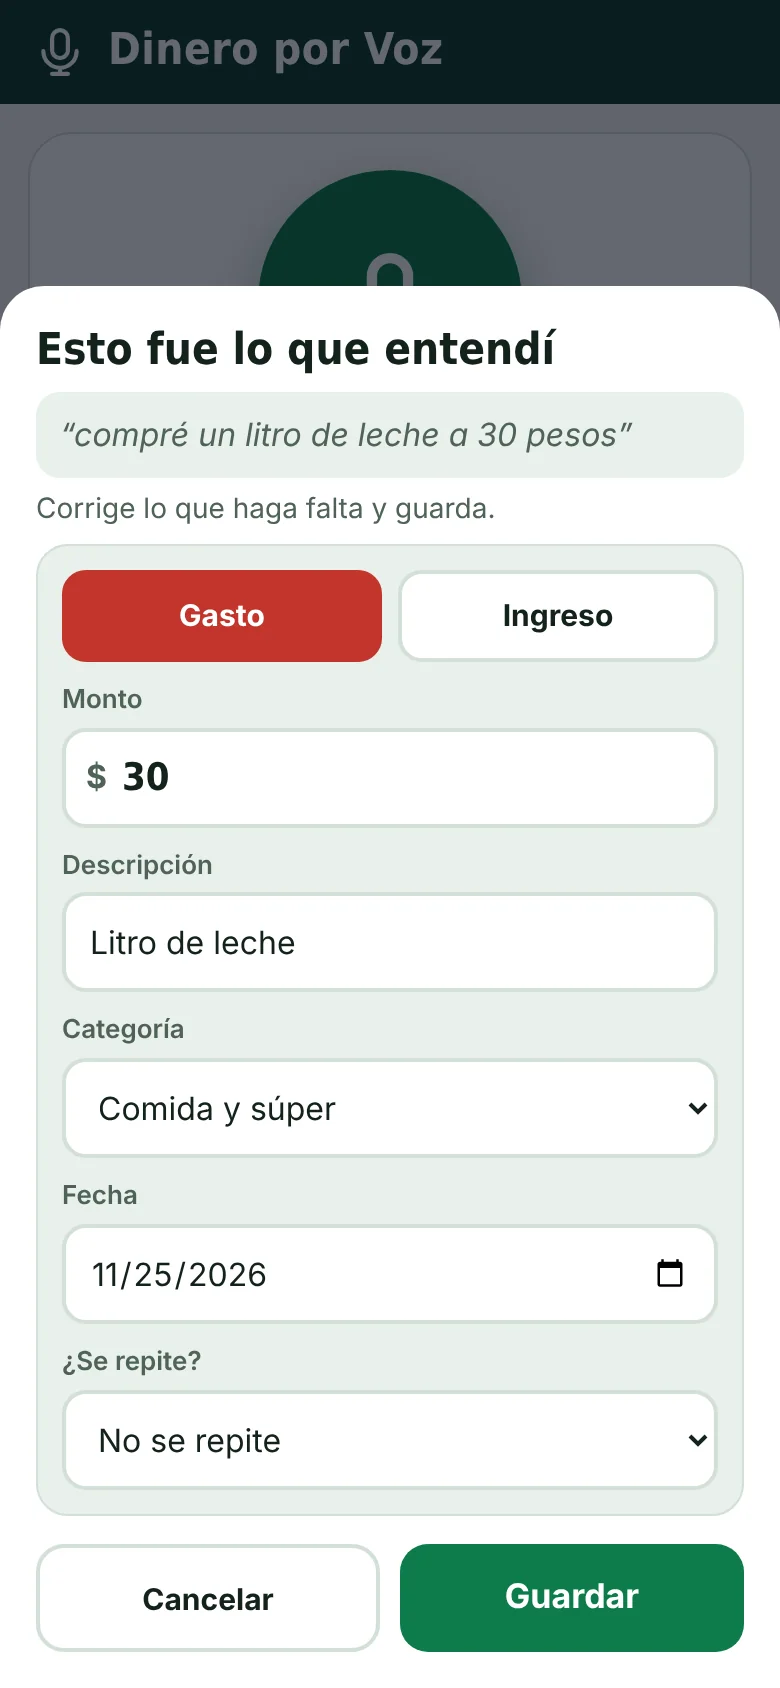 Dinero por Voz
Esto fue lo que entendí
“compré un litro de leche a 30 pesos”
Corrige lo que haga falta y guarda.
Gasto
Ingreso
Monto
$ 30
Descripción
Litro de leche
Categoría
Comida y súper
Fecha
11/25/2026
¿Se repite?
No se repite
Cancelar
Guardar